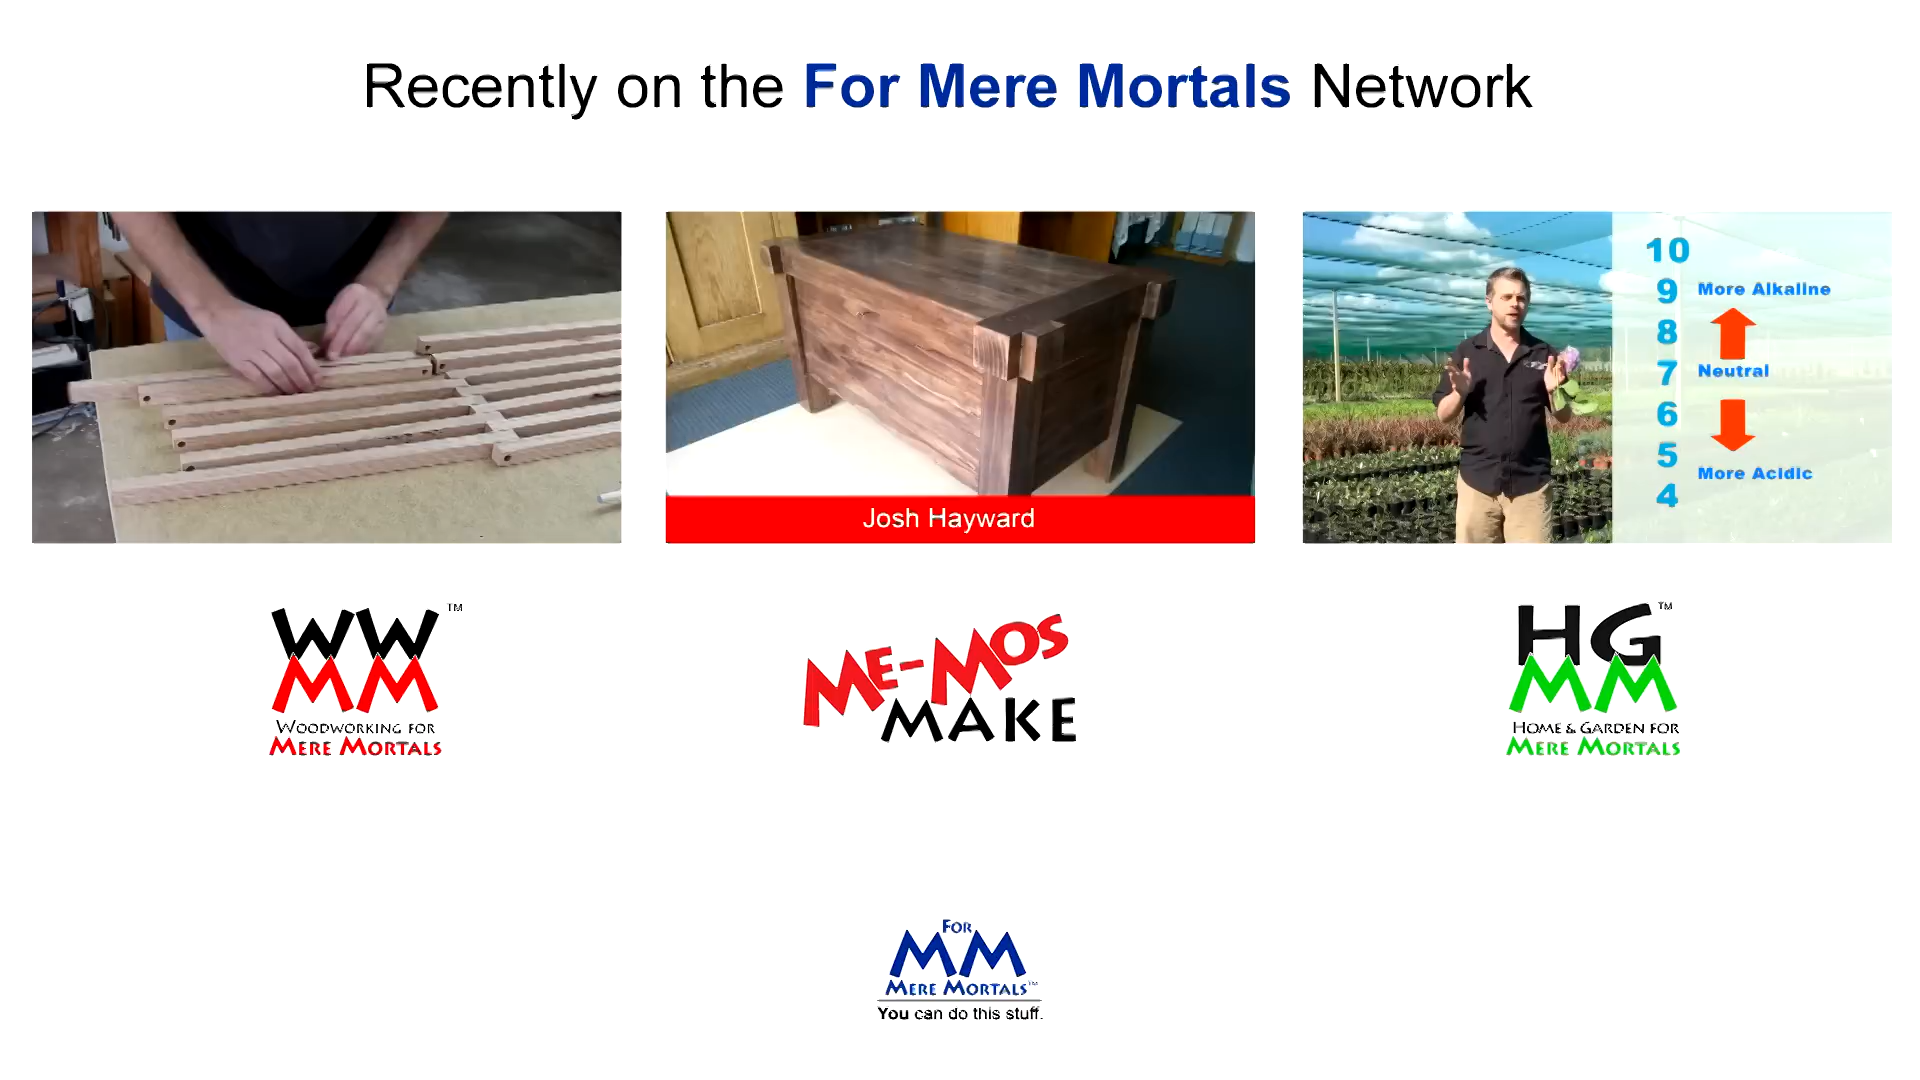 Recently on the For Mere Mortals Network
10
9 More Alkaline
8
7 Neutral
6
5
More Acidic
4
Josh Hayward
WW
MM
™
WOODWORKING FOR
MERE MORTALS
ME-MOS
MAKE
HG
MM
™
HOME & GARDEN FOR
MERE MORTALS
FOR
MM
MERE MORTALS™
You can do this stuff.